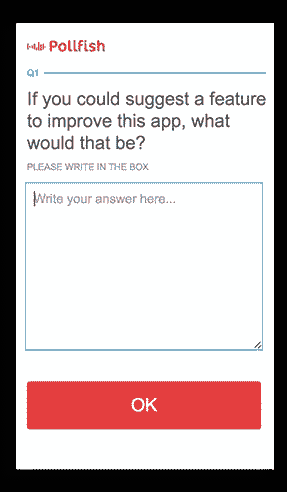 Pollfish
Q1
If you could suggest a feature
to improve this app, what
would that be?
PLEASE WRITE IN THE BOX
Write your answer here...
OK